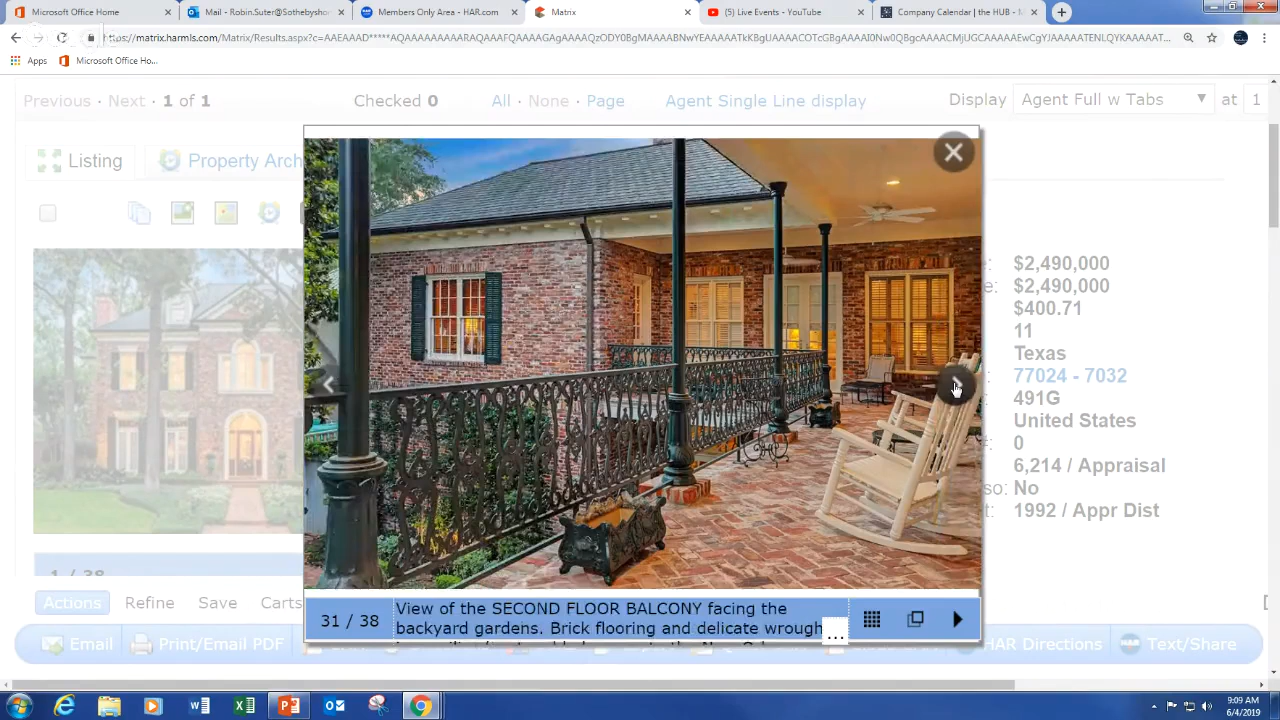 Microsoft Office Home
Mail - Robin.Suter@Sothebyshor
Members Only Area - HAR.com
Matrix
(5) Live Events - YouTube
Company Calendar | the HUB - M
Apps
Microsoft Office Ho...
Previous · Next · 1 of 1
Checked 0
All · None · Page
Agent Single Line display
Display
Agent Full w Tabs
at
1
Listing
Property Arch
$2,490,000
$2,490,000
$400.71
11
Texas
77024 - 7032
491G
United States
0
6,214 / Appraisal
so: No
t: 1992 / Appr Dist
1 / 38
31 / 38
View of the SECOND FLOOR BALCONY facing the
backyard gardens. Brick flooring and delicate wrough
...
Actions
Refine
Save
Carts
Email
Print/Email PDF
HAR Directions
Text/Share
9:09 AM
6/4/2019